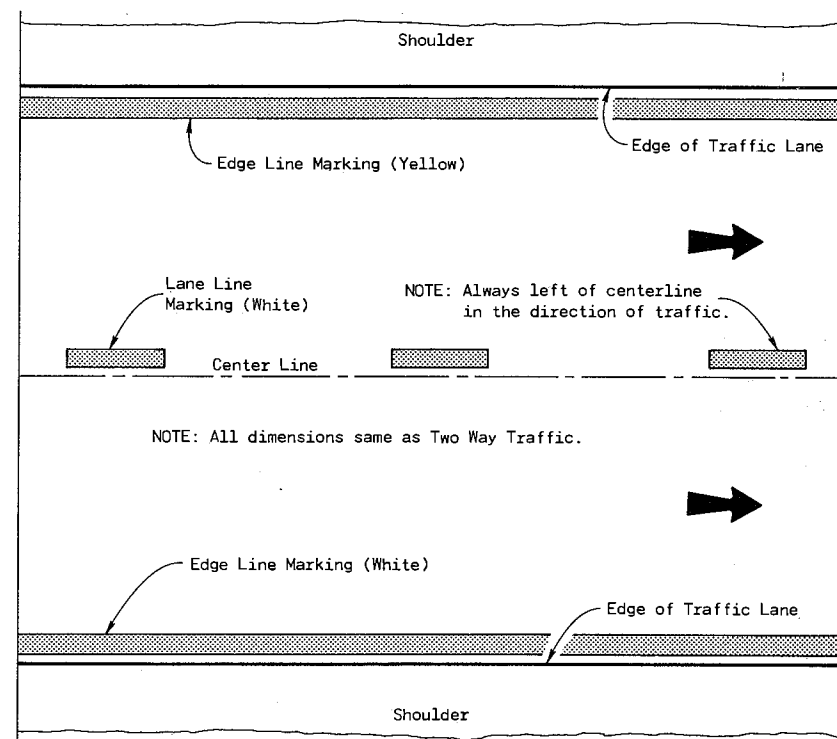 Shoulder
Edge of Traffic Lane
Edge Line Marking (Yellow)
Lane Line
Marking (White)
NOTE: Always left of centerline
in the direction of traffic.
Center Line
NOTE: All dimensions same as Two Way Traffic.
Edge Line Marking (White)
Edge of Traffic Lane
Shoulder